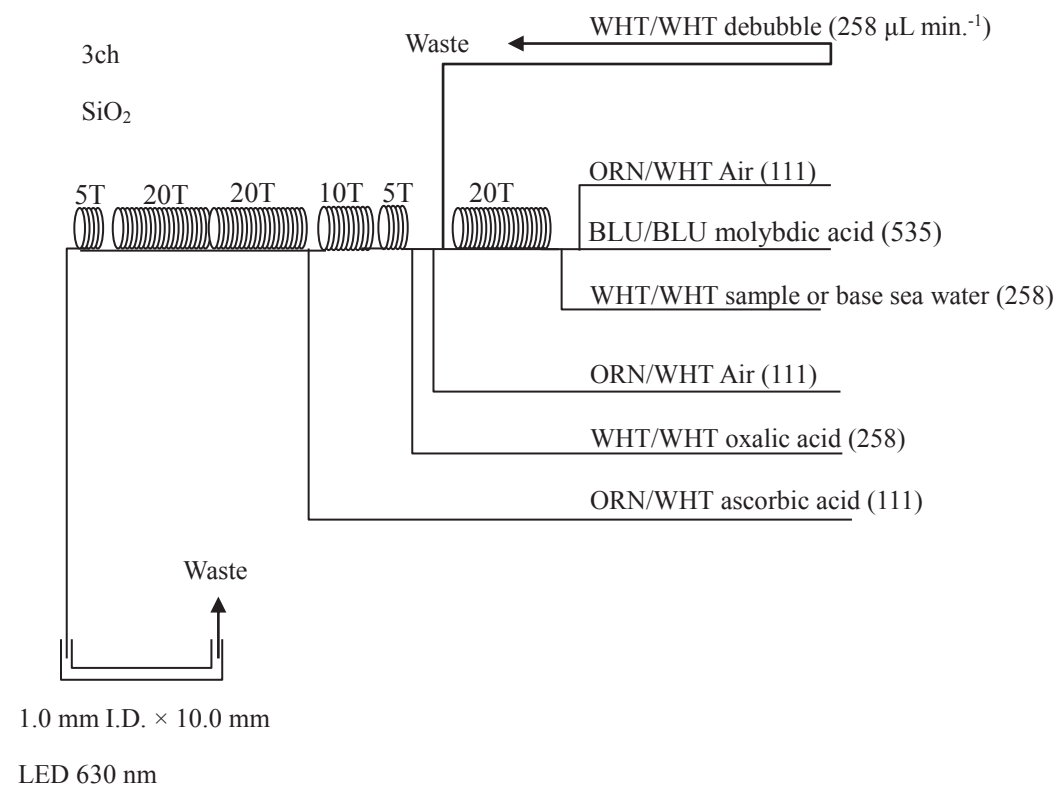 WHT/WHT debubble (258 μL min.⁻¹)
Waste
3ch
SiO₂
ORN/WHT Air (111)
5T 20T 20T 10T 5T 20T
BLU/BLU molybdic acid (535)
WHT/WHT sample or base sea water (258)
ORN/WHT Air (111)
WHT/WHT oxalic acid (258)
ORN/WHT ascorbic acid (111)
Waste
1.0 mm I.D. × 10.0 mm
LED 630 nm